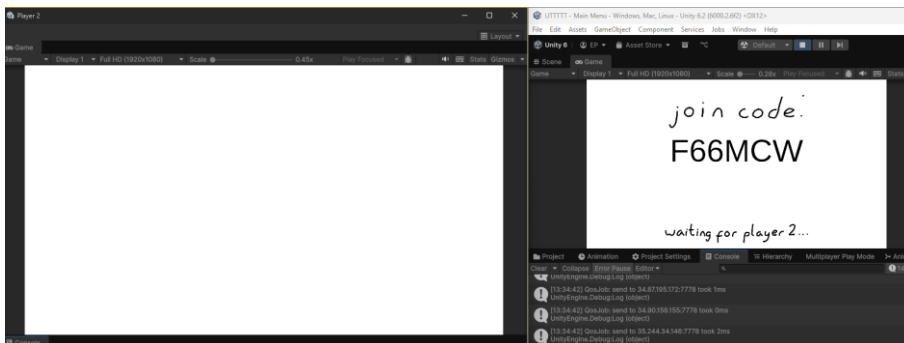 Player 2
Layout
Game
Game Display 1 Full HD (1920x1080) Scale 0.45x Play Focused Stats Gizmos
Console
UTTTTT - Main Menu - Windows, Mac, Linux - Unity 6.2 (6000.2.6f2) <DX12>
File Edit Assets GameObject Component Services Jobs Window Help
Unity 6 EP Asset Store Default
Scene Game
Game Display 1 Full HD (1920x1080) Scale 0.28x Play Focused Stats
join code:
F66MCW
waiting for player 2...
Project Animation Project Settings Console Hierarchy Multiplayer Play Mode
Clear Collapse Error Pause Editor
UnityEngine.Debug:Log (object)
[13:34:42] QosJob: send to 34.87.195.172:7778 took 1ms
UnityEngine.Debug:Log (object)
[13:34:42] QosJob: send to 34.80.156.155:7778 took 0ms
UnityEngine.Debug:Log (object)
[13:34:42] QosJob: send to 35.244.34.146:7778 took 2ms
UnityEngine.Debug:Log (object)